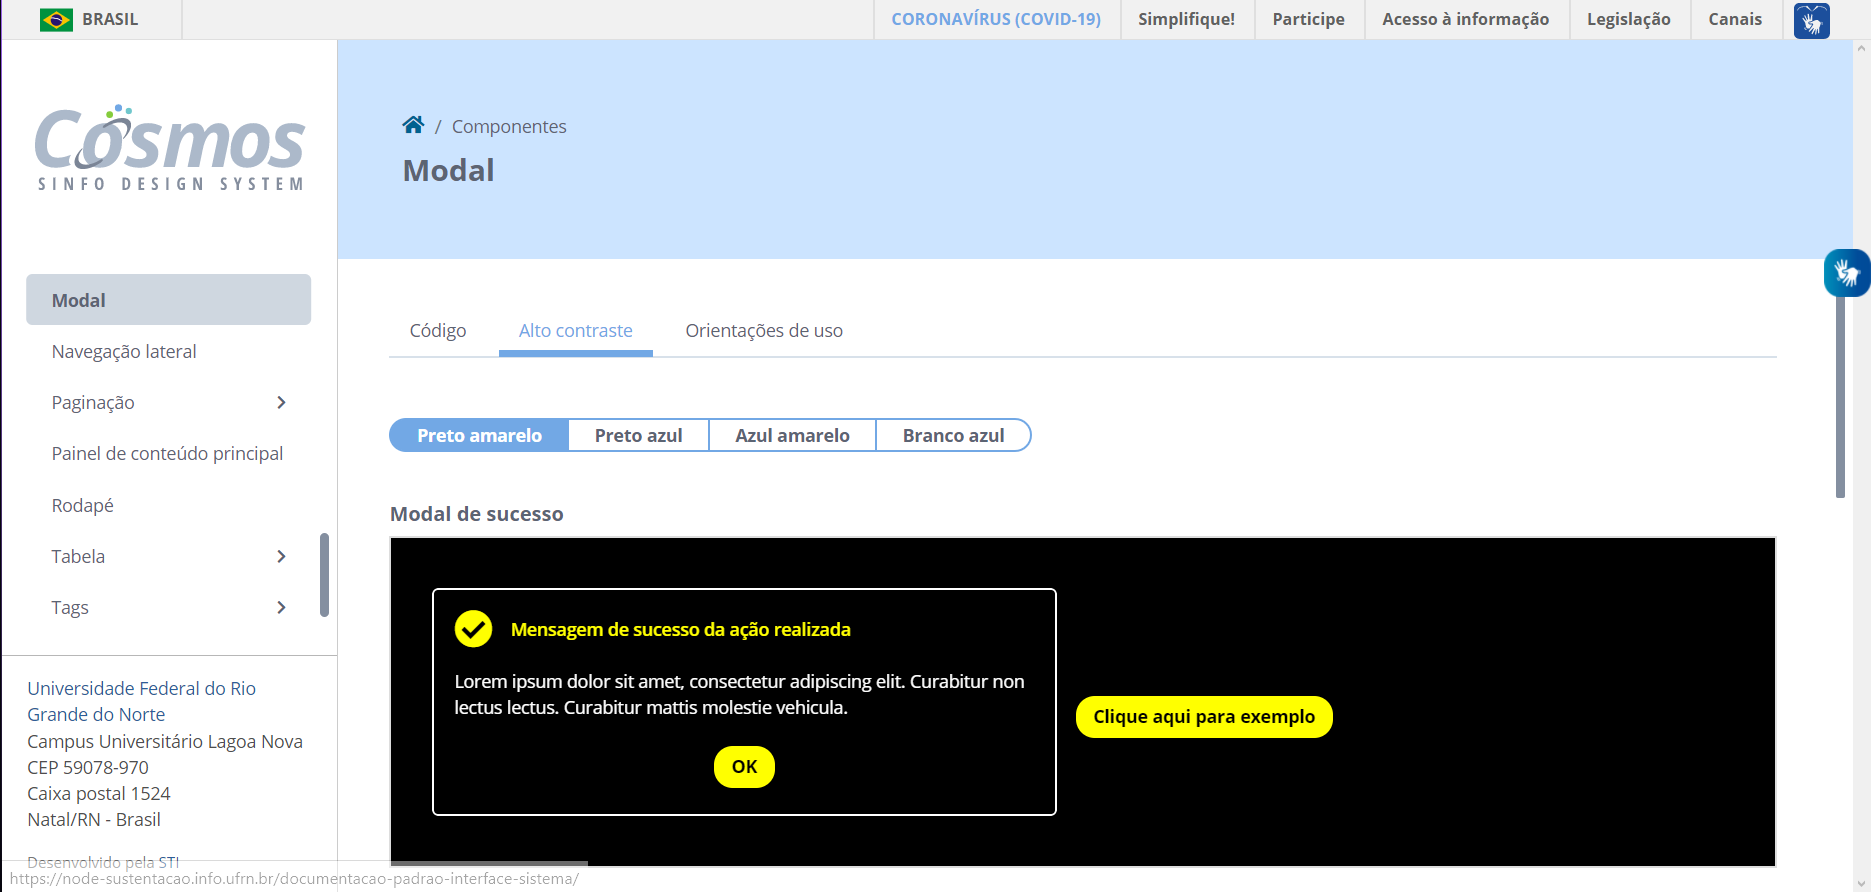 BRASIL
CORONAVÍRUS (COVID-19)
Simplifique!
Participe
Acesso à informação
Legislação
Canais
Cosmos
SINFO DESIGN SYSTEM
/ Componentes
Modal
Modal
Navegação lateral
Paginação
Painel de conteúdo principal
Rodapé
Tabela
Tags
Universidade Federal do Rio
Grande do Norte
Campus Universitário Lagoa Nova
CEP 59078-970
Caixa postal 1524
Natal/RN - Brasil
Desenvolvido pela STI
Código
Alto contraste
Orientações de uso
Preto amarelo
Preto azul
Azul amarelo
Branco azul
Modal de sucesso
Mensagem de sucesso da ação realizada
Lorem ipsum dolor sit amet, consectetur adipiscing elit. Curabitur non
lectus lectus. Curabitur mattis molestie vehicula.
OK
Clique aqui para exemplo
https://node-sustentacao.info.ufrn.br/documentacao-padrao-interface-sistema/